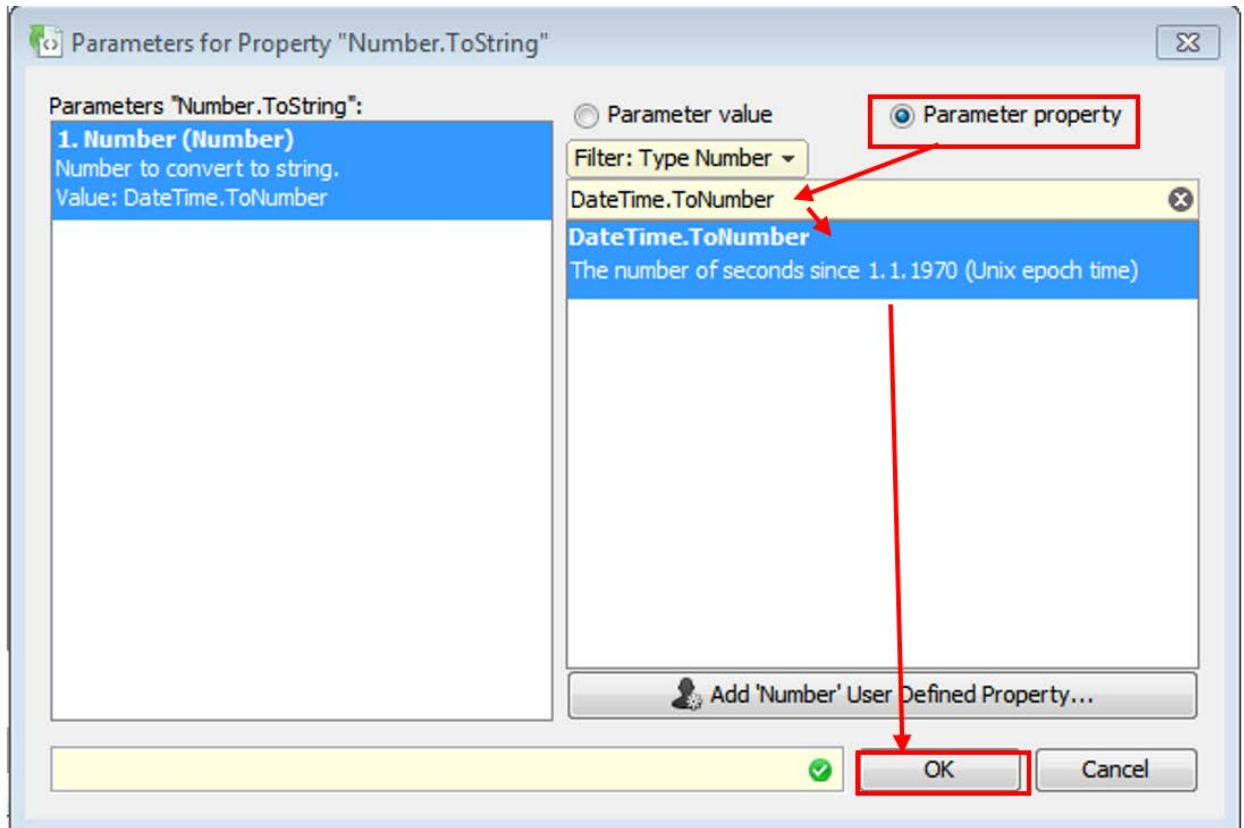 Parameters for Property "Number.ToString"
Parameters "Number.ToString":
1. Number (Number)
Number to convert to string.
Value: DateTime.ToNumber
Parameter value
Parameter property
Filter: Type Number
DateTime.ToNumber
DateTime.ToNumber
The number of seconds since 1.1.1970 (Unix epoch time)
Add 'Number' User Defined Property...
OK
Cancel